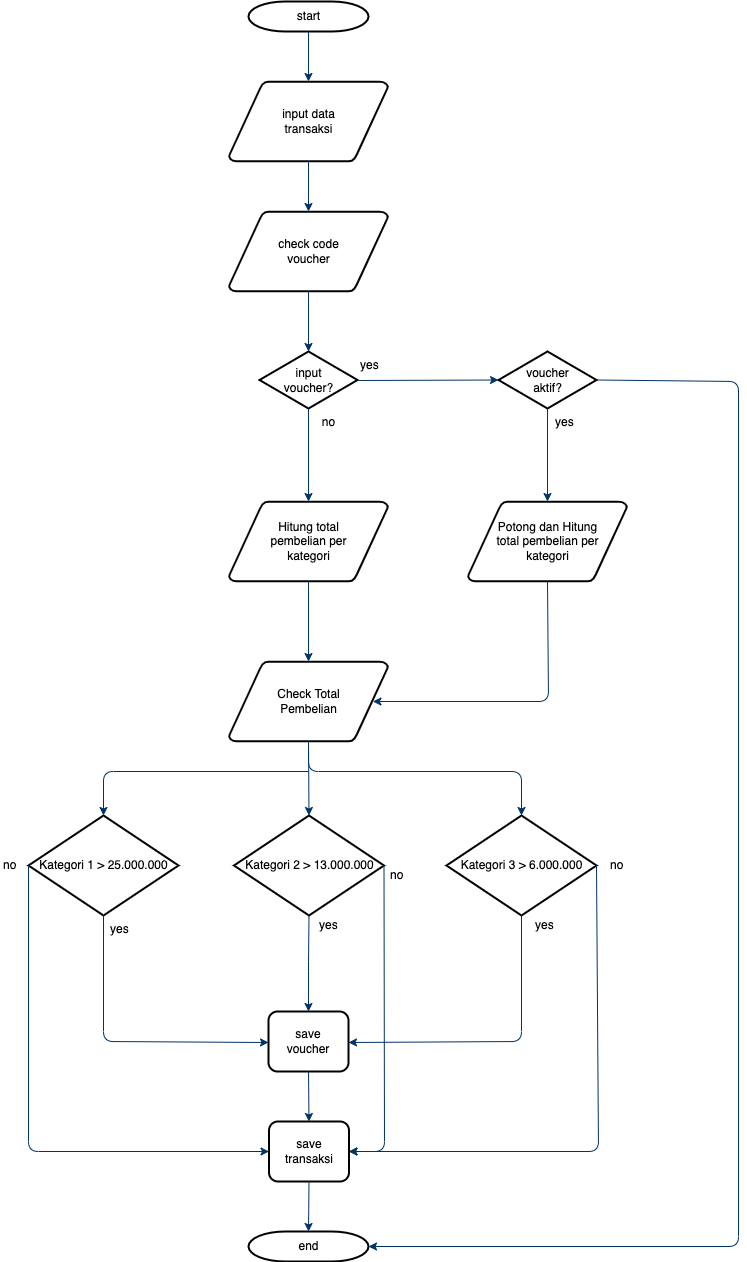 start
input data
transaksi
check code
voucher
input
voucher?
yes
voucher
aktif?
no
yes
Hitung total
pembelian per
kategori
Potong dan Hitung
total pembelian per
kategori
Check Total
Pembelian
no
Kategori 1 > 25.000.000
Kategori 2 > 13.000.000
no
Kategori 3 > 6.000.000
no
yes
yes
yes
save
voucher
save
transaksi
end